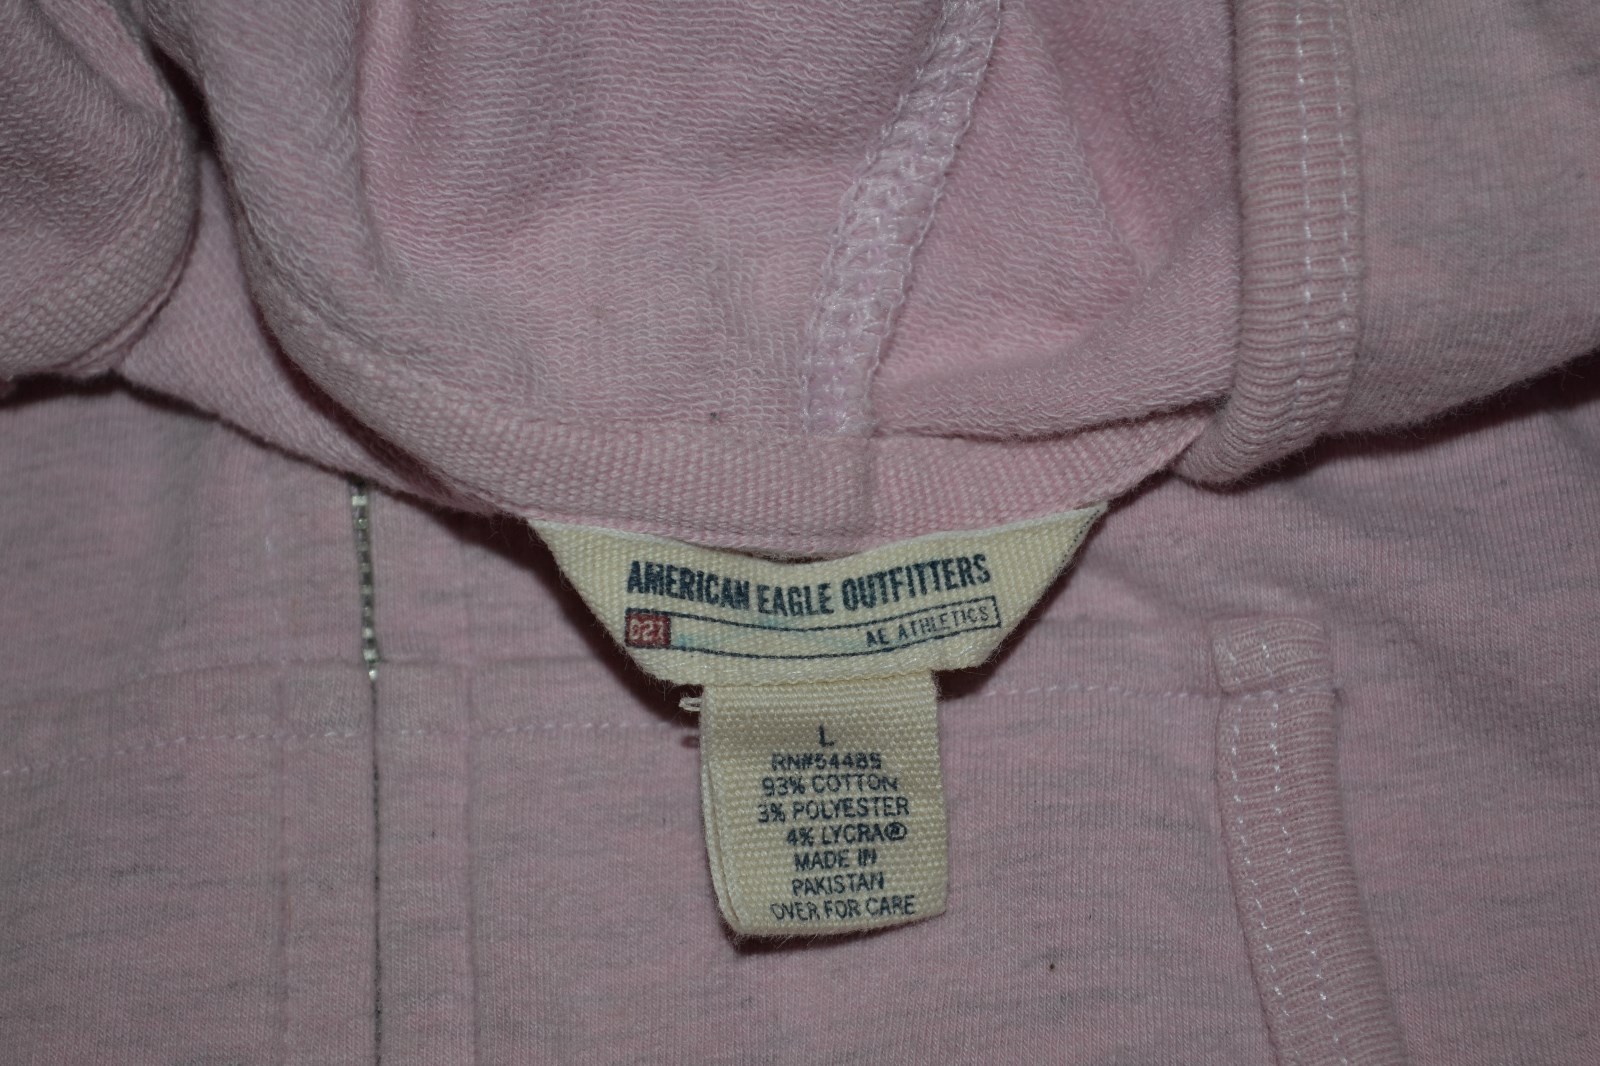 AMERICAN EAGLE OUTFITTERS
AE ATHLETICS
L
RN#54485
93% COTTON
3% POLYESTER
4% LYCRA®
MADE IN
PAKISTAN
OVER FOR CARE